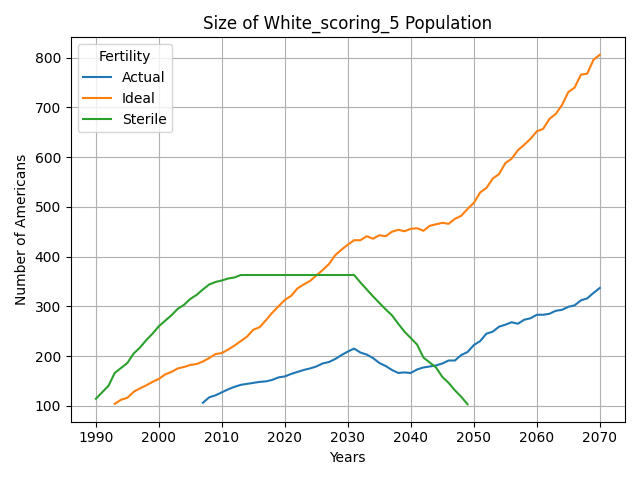 Size of White_scoring_5 Population
Fertility
Actual
Ideal
Sterile
Number of Americans
800
700
600
500
400
300
200
100
1990 2000 2010 2020 2030 2040 2050 2060 2070
Years